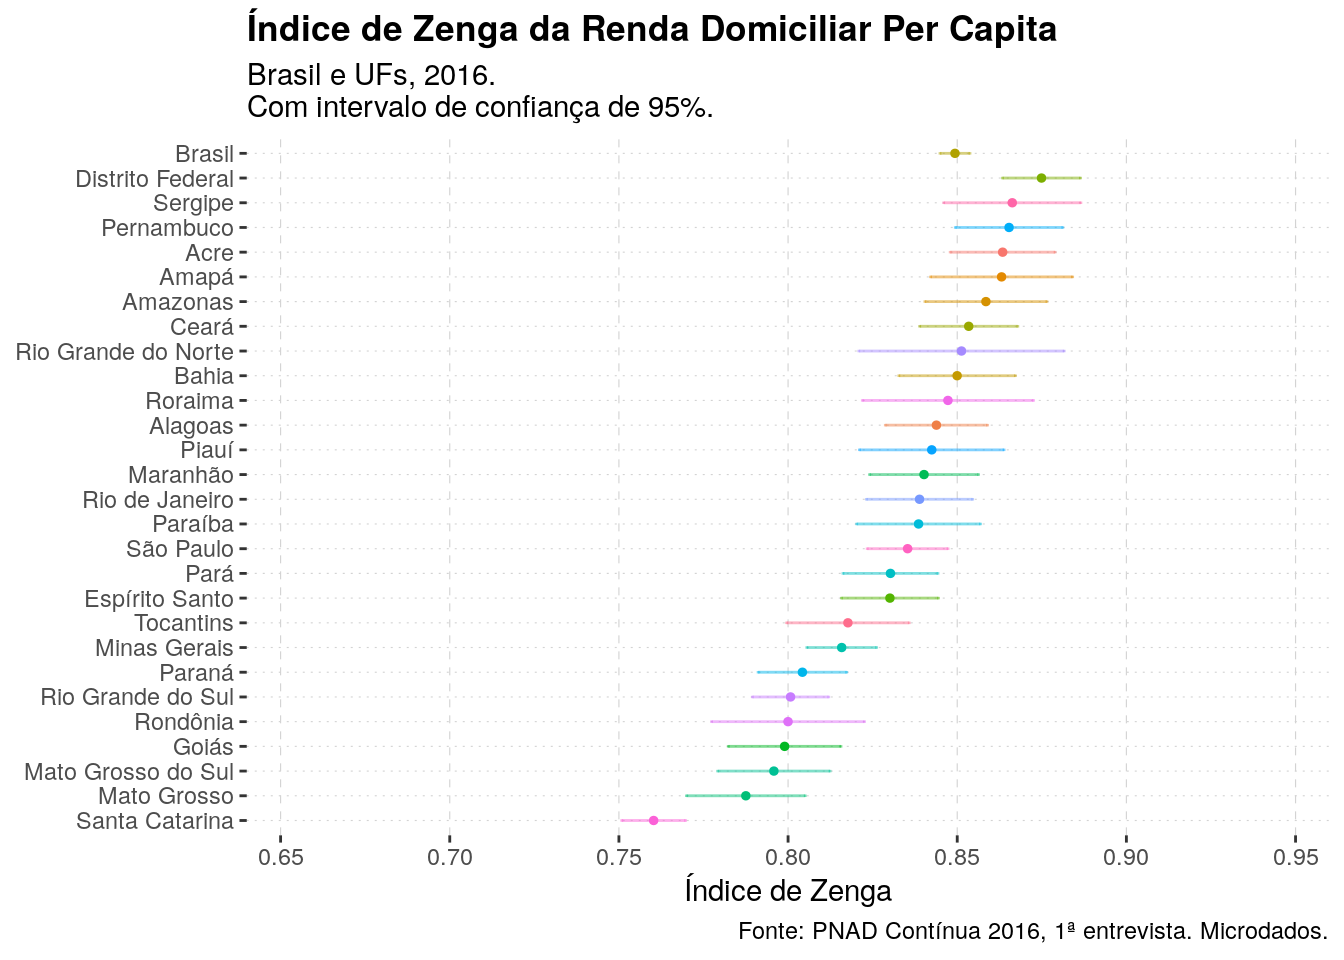 Índice de Zenga da Renda Domiciliar Per Capita
Brasil e UFs, 2016.
Com intervalo de confiança de 95%.
Brasil
Distrito Federal
Sergipe
Pernambuco
Acre
Amapá
Amazonas
Ceará
Rio Grande do Norte
Bahia
Roraima
Alagoas
Piauí
Maranhão
Rio de Janeiro
Paraíba
São Paulo
Pará
Espírito Santo
Tocantins
Minas Gerais
Paraná
Rio Grande do Sul
Rondônia
Goiás
Mato Grosso do Sul
Mato Grosso
Santa Catarina
0.65 0.70 0.75 0.80 0.85 0.90 0.95
Índice de Zenga
Fonte: PNAD Contínua 2016, 1ª entrevista. Microdados.